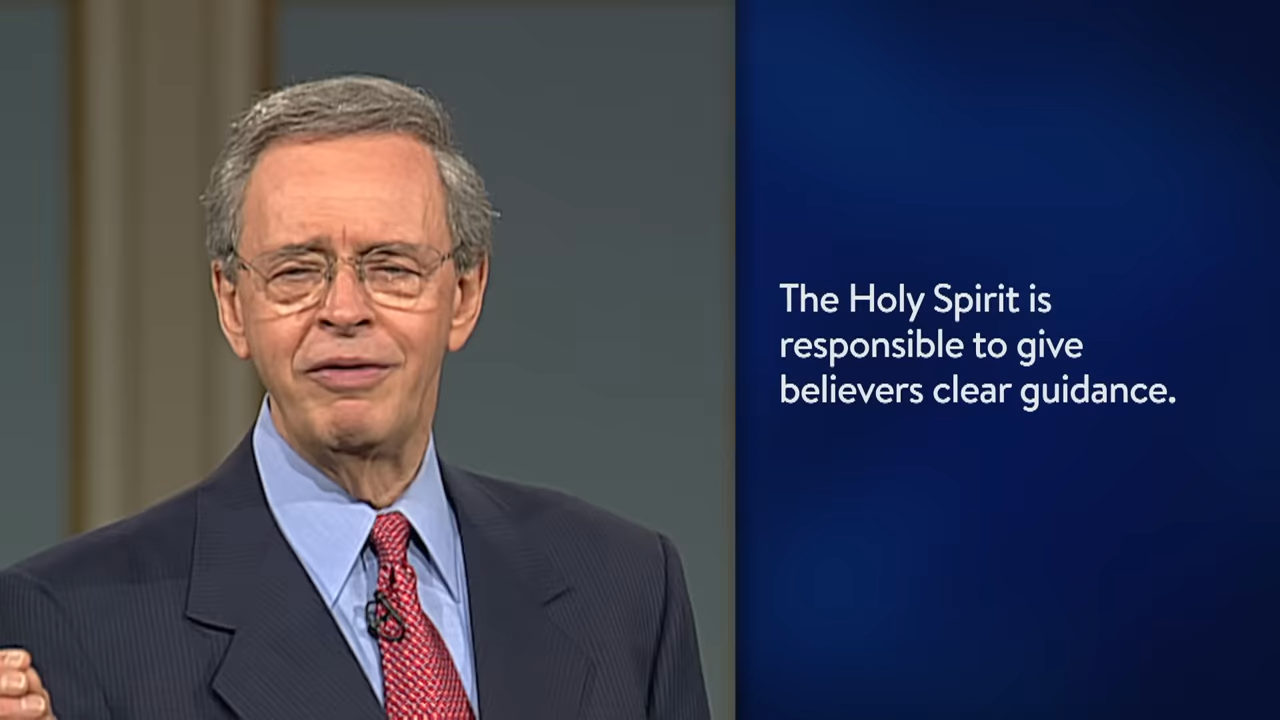 The Holy Spirit is
responsible to give
believers clear guidance.